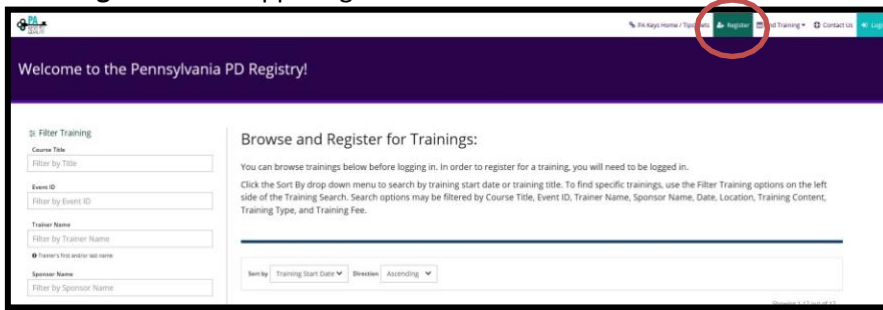 PA Keys Home / Tip Register Find Training Contact Us
Welcome to the Pennsylvania PD Registry!
Filter Training
Course Title
Filter by Title
Event ID
Filter by Event ID
Trainer Name
Filter by Trainer Name
Trainer's first and/or last name
Sponsor Name
Filter by Sponsor Name
Browse and Register for Trainings:
You can browse trainings below before logging in. In order to register for a training, you will need to be logged in.
Click the Sort By drop down menu to search by training start date or training title. To find specific trainings, use the Filter Training options on the left
side of the Training Search. Search options may be filtered by Course Title, Event ID, Trainer Name, Sponsor Name, Date, Location, Training Content,
Training Type, and Training Fee.
Sort by Training Start Date Direction Ascending